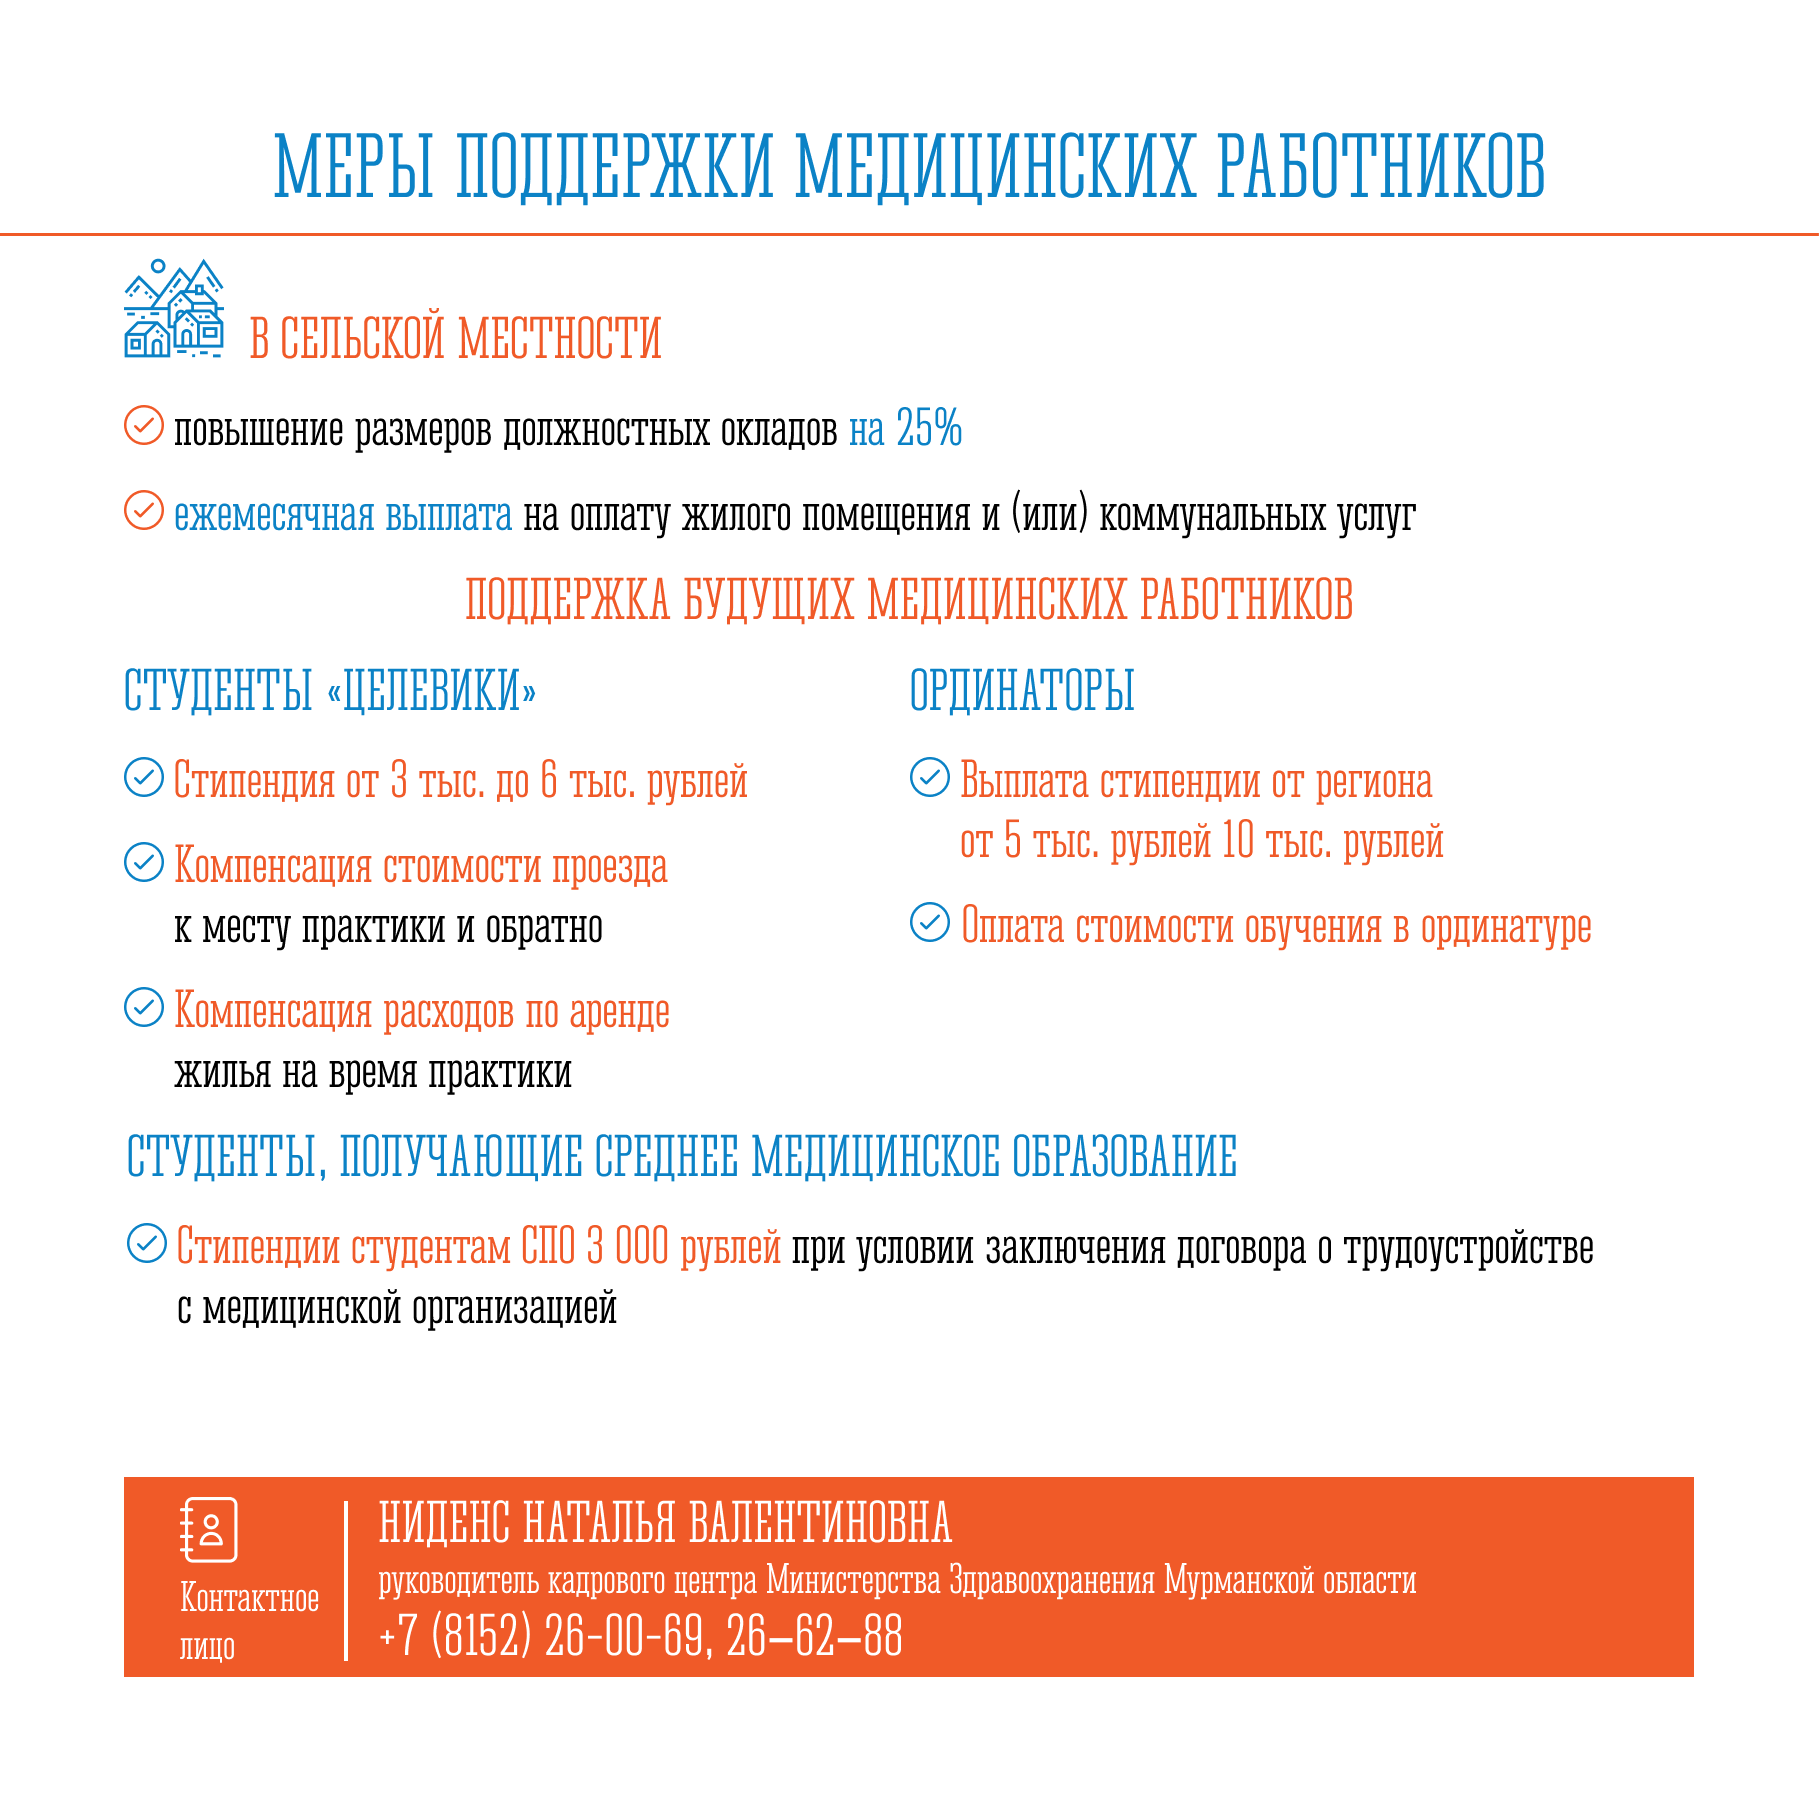 МЕРЫ ПОДДЕРЖКИ МЕДИЦИНСКИХ РАБОТНИКОВ
В СЕЛЬСКОЙ МЕСТНОСТИ
повышение размеров должностных окладов на 25%
ежемесячная выплата на оплату жилого помещения и (или) коммунальных услуг
ПОДДЕРЖКА БУДУЩИХ МЕДИЦИНСКИХ РАБОТНИКОВ
СТУДЕНТЫ «ЦЕЛЕВИКИ»
Стипендия от 3 тыс. до 6 тыс. рублей
Компенсация стоимости проезда
к месту практики и обратно
Компенсация расходов по аренде
жилья на время практики
ОРДИНАТОРЫ
Выплата стипендии от региона
от 5 тыс. рублей 10 тыс. рублей
Оплата стоимости обучения в ординатуре
СТУДЕНТЫ, ПОЛУЧАЮЩИЕ СРЕДНЕЕ МЕДИЦИНСКОЕ ОБРАЗОВАНИЕ
Стипендии студентам СПО 3 000 рублей при условии заключения договора о трудоустройстве
с медицинской организацией
Контактное
лицо
НИДЕНС НАТАЛЬЯ ВАЛЕНТИНОВНА
руководитель кадрового центра Министерства Здравоохранения Мурманской области
+7 (8152) 26-00-69, 26–62–88